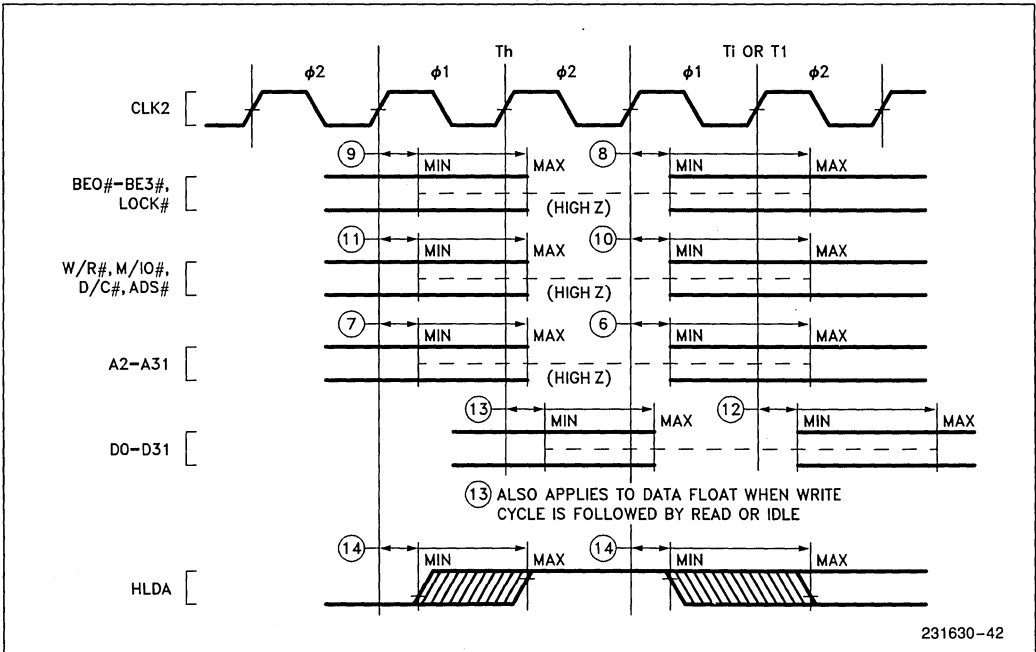 Th
Ti OR T1
ϕ2
ϕ1
ϕ2
ϕ1
ϕ2
CLK2
9
MIN
MAX
8
MIN
MAX
BE0#-BE3#,
LOCK#
(HIGH Z)
11
MIN
MAX
10
MIN
MAX
W/R#, M/IO#,
D/C#, ADS#
(HIGH Z)
7
MIN
MAX
6
MIN
MAX
A2-A31
(HIGH Z)
13
MIN
MAX
12
MIN
MAX
D0-D31
13 ALSO APPLIES TO DATA FLOAT WHEN WRITE
CYCLE IS FOLLOWED BY READ OR IDLE
14
MIN
MAX
14
MIN
MAX
HLDA
231630-42